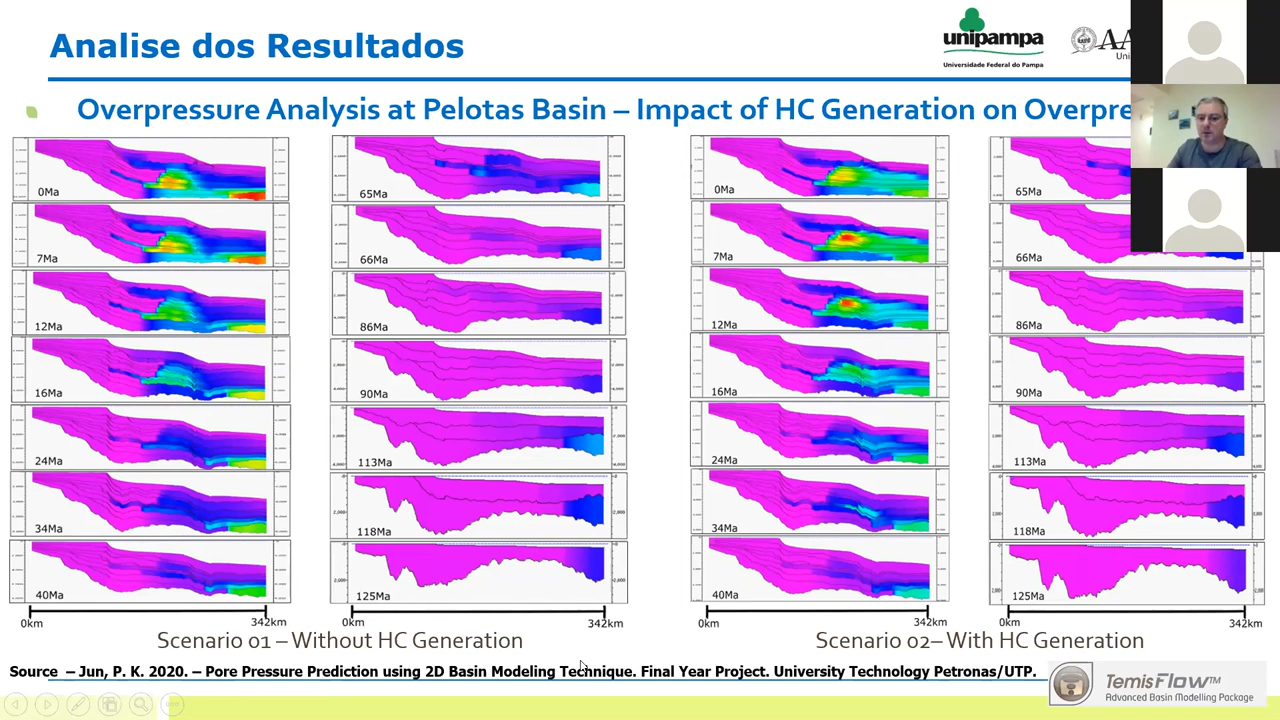 Analise dos Resultados
unipampa
Universidade Federal do Pampa
Overpressure Analysis at Pelotas Basin – Impact of HC Generation on Overpre
0Ma
65Ma
0Ma
65Ma
7Ma
66Ma
7Ma
66Ma
12Ma
86Ma
12Ma
86Ma
16Ma
90Ma
16Ma
90Ma
24Ma
113Ma
24Ma
113Ma
34Ma
118Ma
34Ma
118Ma
40Ma
125Ma
40Ma
125Ma
0km 342km 0km 342km 0km 342km 0km 342km
Scenario 01 – Without HC Generation
Scenario 02– With HC Generation
Source – Jun, P. K. 2020. – Pore Pressure Prediction using 2D Basin Modeling Technique. Final Year Project. University Technology Petronas/UTP.
TemisFlow™
Advanced Basin Modelling Package